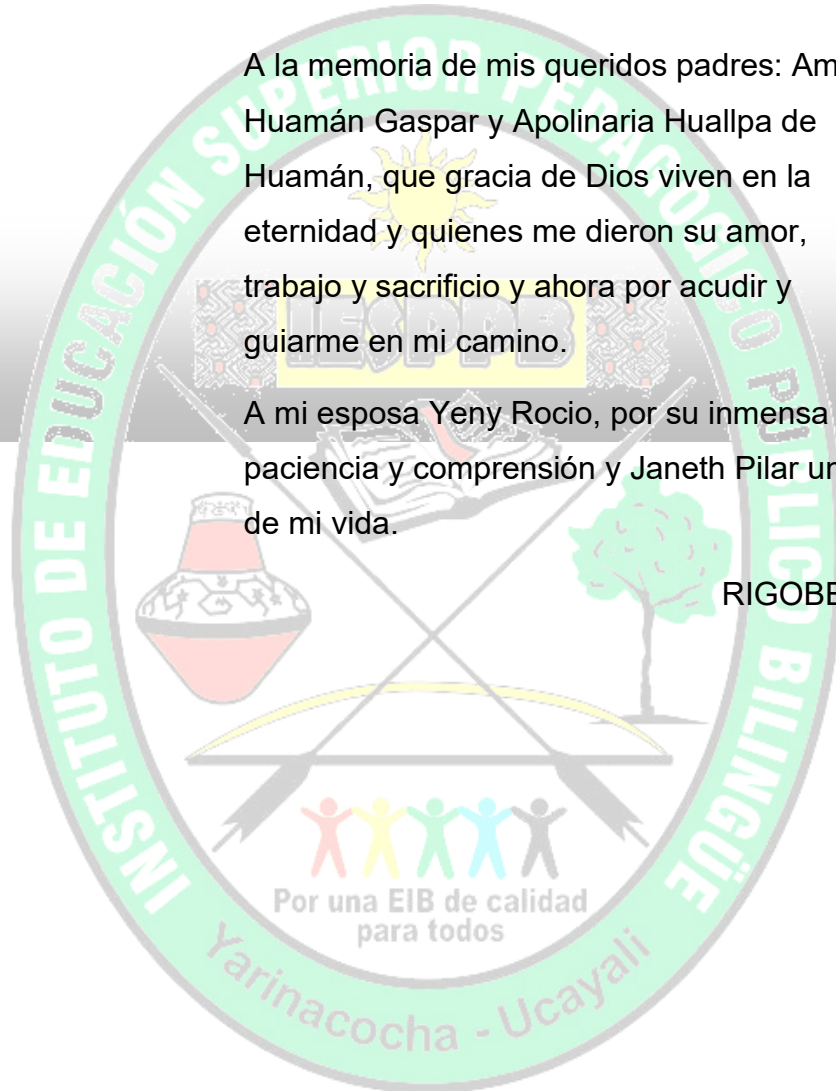 A la memoria de mis queridos padres:
Huamán Gaspar y Apolinaria Huallpa de
Huamán, que gracia de Dios viven en la
eternidad y quienes me dieron su amor,
trabajo y sacrificio y ahora por acudir y
guiarme en mi camino.
A mi esposa Yeny Rocio, por su inmensa
paciencia y comprensión y Janeth Pilar
de mi vida.
INSTITUTO DE EDUCACIÓN SUPERIOR PEDAGÓGICO PÚBLICO BILINGÜE
IESPPB
Por una EIB de calidad
para todos
Yarinacocha - Ucayali